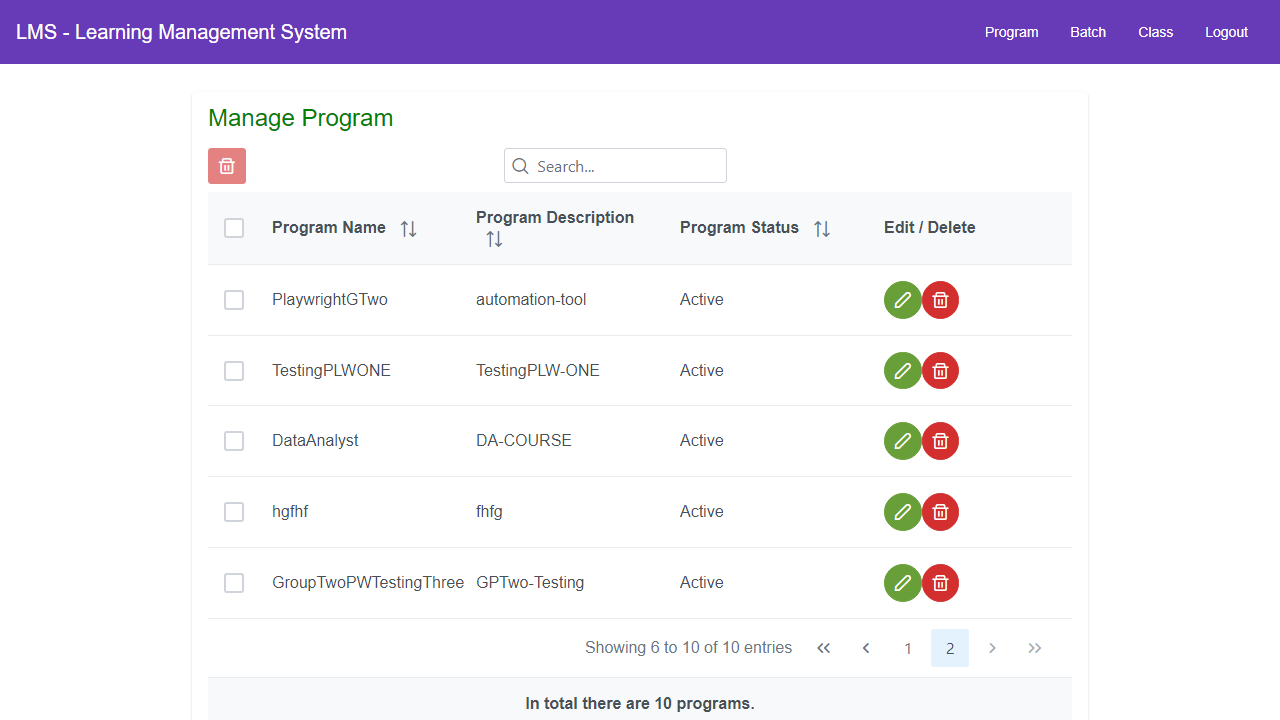 LMS - Learning Management System Program Batch Class Logout
Manage Program
Search...
Program Name Program Description Program Status Edit / Delete
PlaywrightGTwo automation-tool Active
TestingPLWONE TestingPLW-ONE Active
DataAnalyst DA-COURSE Active
hgfhf fhfg Active
GroupTwoPWTestingThree GPTwo-Testing Active
Showing 6 to 10 of 10 entries 1 2
In total there are 10 programs.